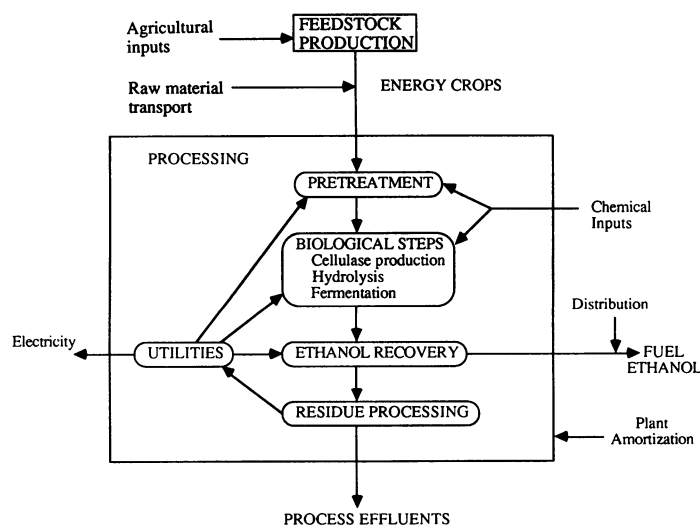 Agricultural
inputs
FEEDSTOCK
PRODUCTION
Raw material
transport
ENERGY CROPS
PROCESSING
PRETREATMENT
Chemical
Inputs
BIOLOGICAL STEPS
Cellulase production
Hydrolysis
Fermentation
Distribution
Electricity
UTILITIES
ETHANOL RECOVERY
FUEL
ETHANOL
RESIDUE PROCESSING
Plant
Amortization
PROCESS EFFLUENTS